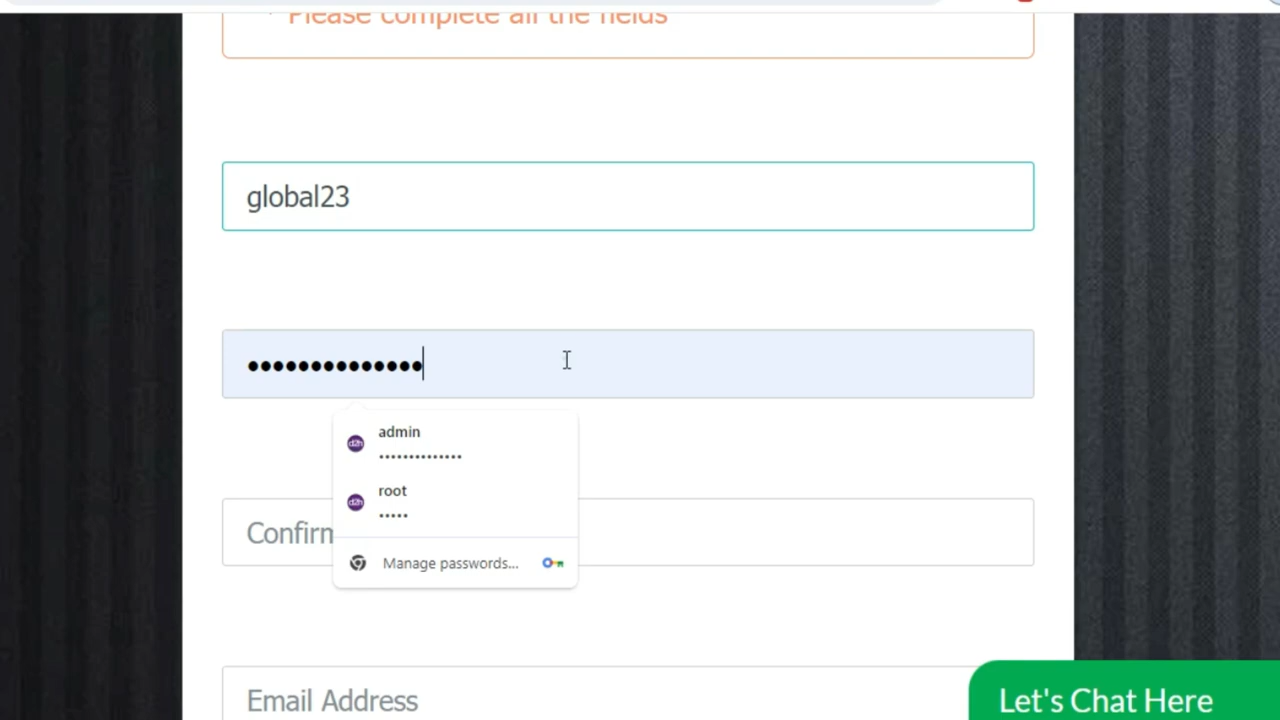 Please complete all the fields
global23
••••••••••••••
admin
••••••••••••••
root
•••••
Confirm
Manage passwords...
Email Address
Let's Chat Here